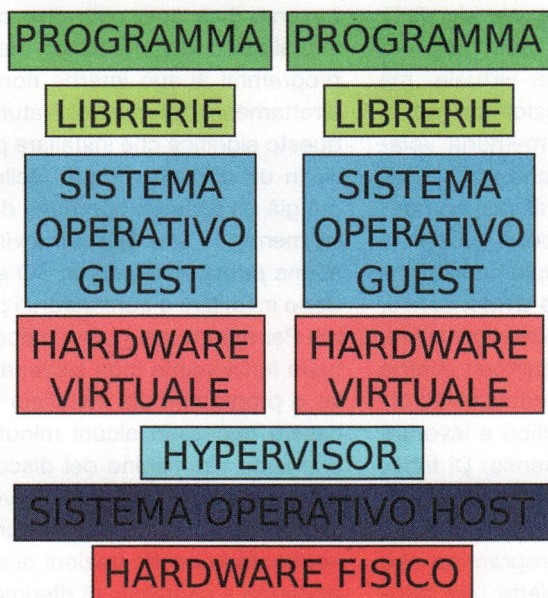 PROGRAMMA PROGRAMMA
LIBRERIE LIBRERIE
SISTEMA SISTEMA
OPERATIVO OPERATIVO
GUEST GUEST
HARDWARE HARDWARE
VIRTUALE VIRTUALE
HYPERVISOR
SISTEMA OPERATIVO HOST
HARDWARE FISICO